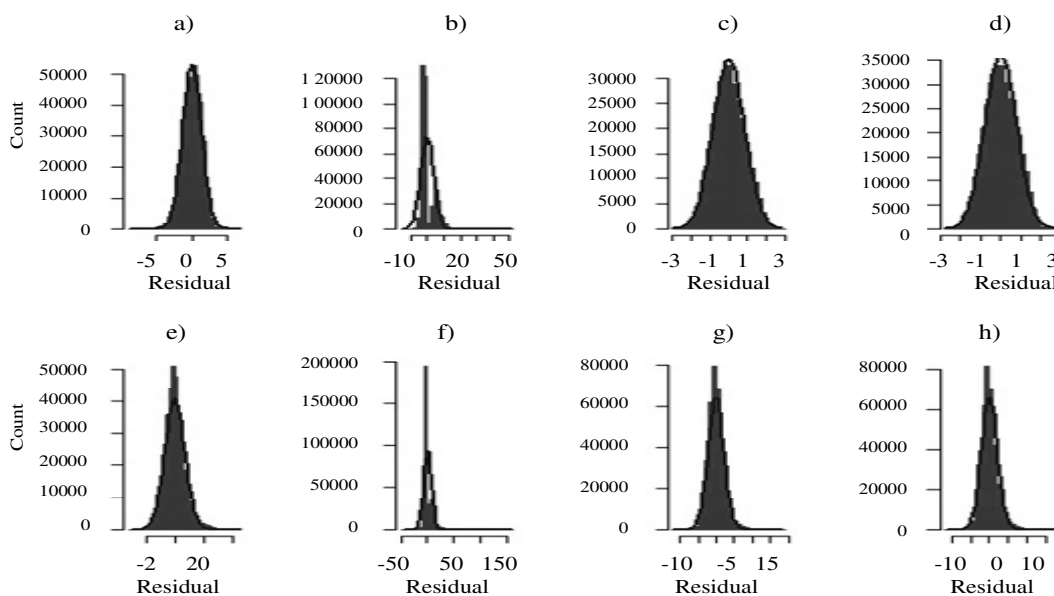 a)
50000
40000
30000
20000
10000
0
Count
-5 0 5
Residual
b)
1 20000
1 00000
80000
60000
40000
20000
0
-10 20 50
Residual
c)
30000
25000
20000
15000
10000
5000
0
-3 -1 1 3
Residual
d)
35000
30000
25000
20000
15000
10000
5000
0
-3 -1 1 3
Residual
e)
50000
40000
30000
20000
10000
0
Count
-2 20
Residual
f)
200000
150000
100000
50000
0
-50 50 150
Residual
g)
80000
60000
40000
20000
0
-10 -5 15
Residual
h)
80000
60000
40000
20000
0
-10 0 10
Residual